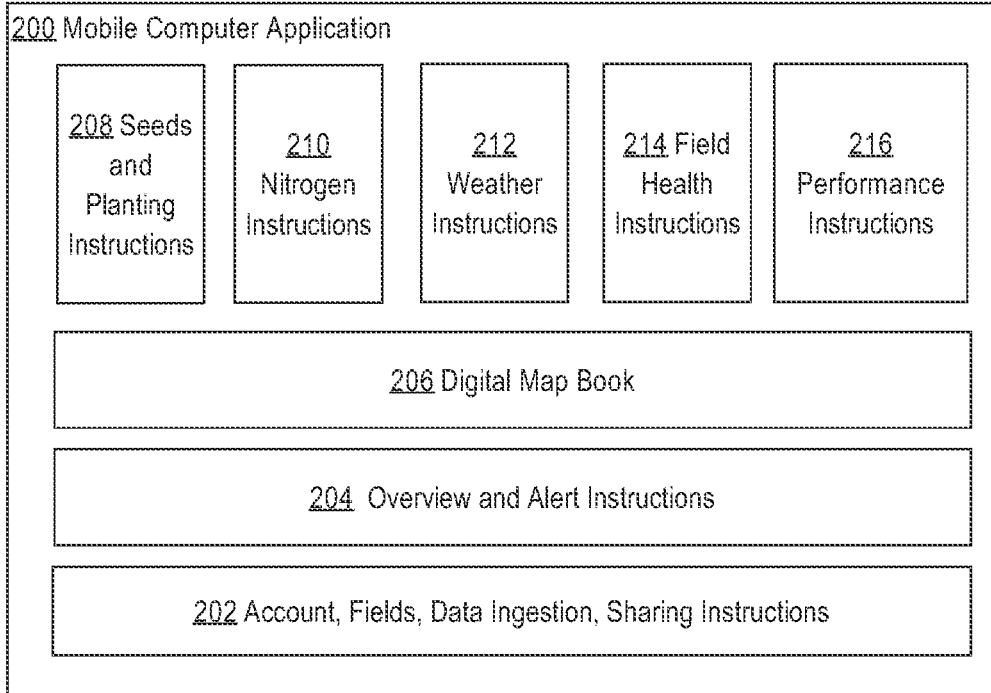 200 Mobile Computer Application
208 Seeds
and
Planting
Instructions
210
Nitrogen
Instructions
212
Weather
Instructions
214 Field
Health
Instructions
216
Performance
Instructions
206 Digital Map Book
204 Overview and Alert Instructions
202 Account, Fields, Data Ingestion, Sharing Instructions